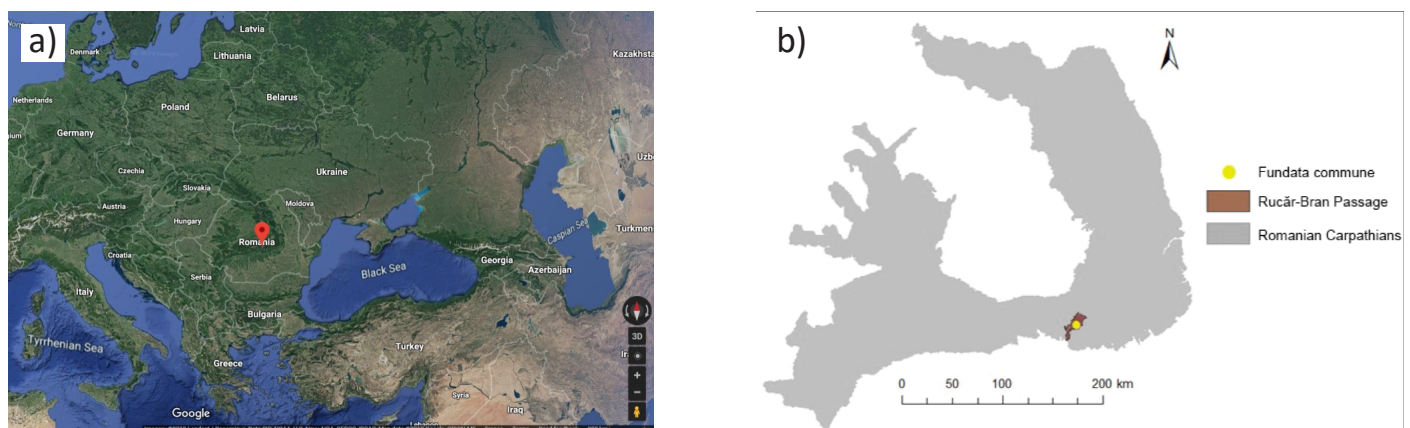 a)
Latvia
Denmark
Lithuania
Kazakhsta
Belarus
Netherlands
Poland
Germany
Ukraine
Czechia
Slovakia
Austria
Moldova
Hungary
Romania
Croatia
Serbia
Italy
Black Sea
Georgia
Caspian Sea
Azerbaijan
Turkmen
Uzbe
Bulgaria
Tyrrhenian Sea
Greece
Turkey
3D
Syria
Iraq
Google
b)
N
Fundata commune
Rucăr-Bran Passage
Romanian Carpathians
0 50 100 200 km